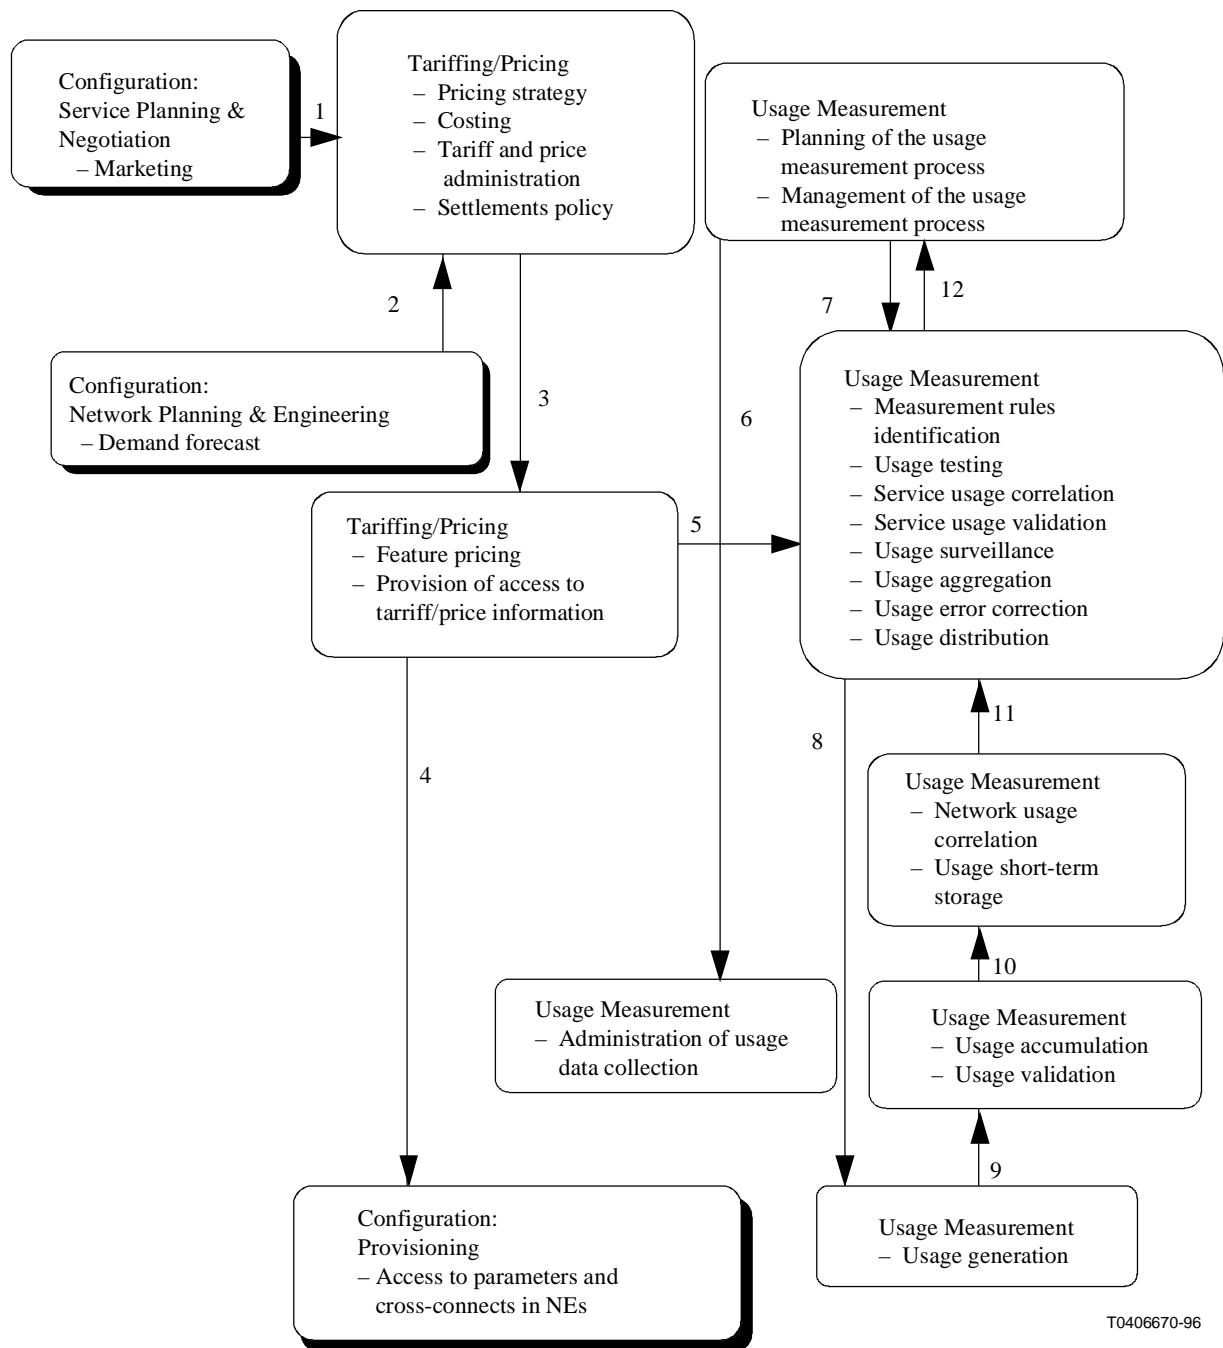 Configuration:
Service Planning &
Negotiation
– Marketing
1
Tariffing/Pricing
– Pricing strategy
– Costing
– Tariff and price
administration
– Settlements policy
Usage Measurement
– Planning of the usage
measurement process
– Management of the usage
measurement process
2
7
12
Configuration:
Network Planning & Engineering
– Demand forecast
3
6
Usage Measurement
– Measurement rules
identification
– Usage testing
– Service usage correlation
– Service usage validation
– Usage surveillance
– Usage aggregation
– Usage error correction
– Usage distribution
Tariffing/Pricing
– Feature pricing
– Provision of access to
tarriff/price information
5
4
8
11
Usage Measurement
– Network usage
correlation
– Usage short-term
storage
10
Usage Measurement
– Administration of usage
data collection
Usage Measurement
– Usage accumulation
– Usage validation
9
Configuration:
Provisioning
– Access to parameters and
cross-connects in NEs
Usage Measurement
– Usage generation
T0406670-96